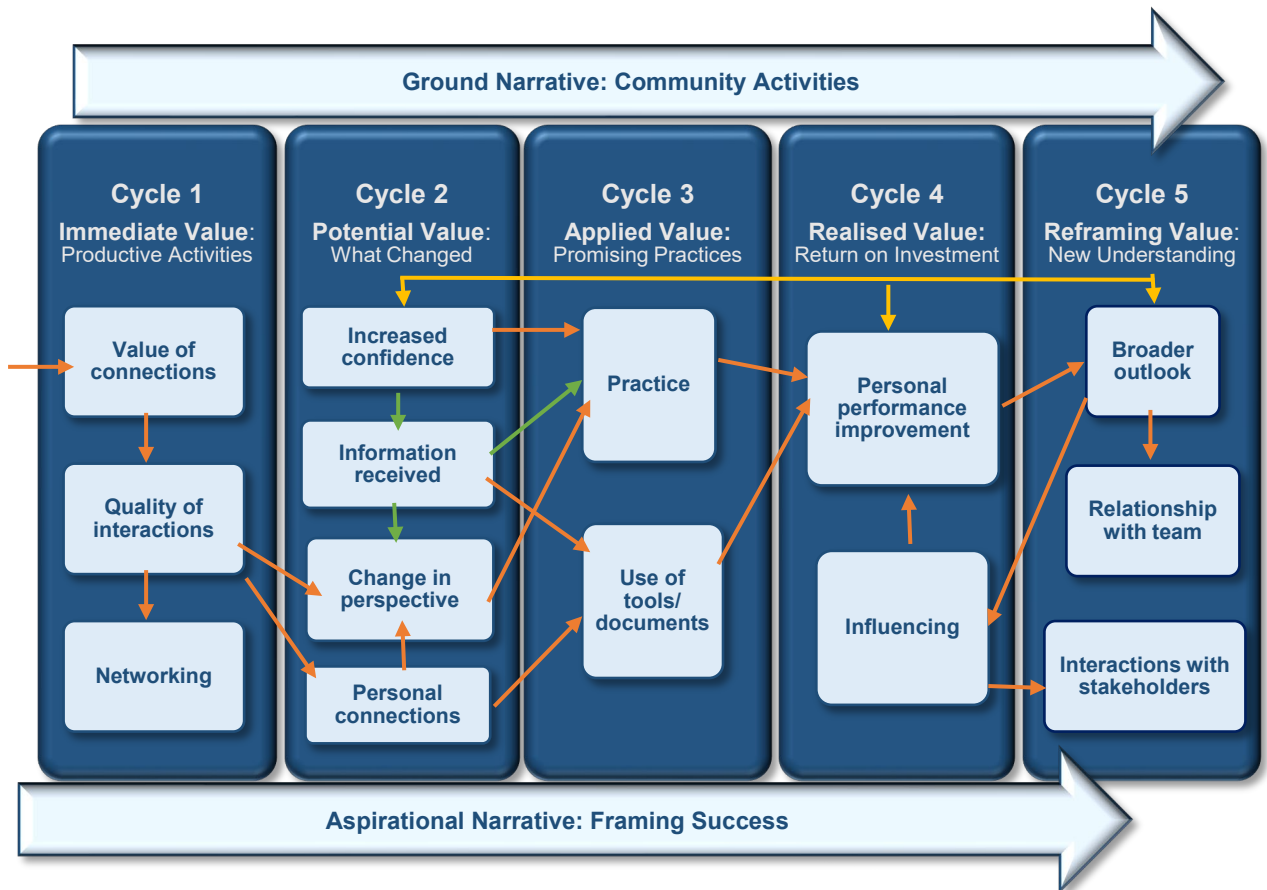 Ground Narrative: Community Activities
Cycle 1
Immediate Value:
Productive Activities
Value of
connections
Quality of
interactions
Networking
Cycle 2
Potential Value:
What Changed
Increased
confidence
Information
received
Change in
perspective
Personal
connections
Cycle 3
Applied Value:
Promising Practices
Practice
Use of
tools/
documents
Cycle 4
Realised Value:
Return on Investment
Personal
performance
improvement
Influencing
Cycle 5
Reframing Value:
New Understanding
Broader
outlook
Relationship
with team
Interactions with
stakeholders
Aspirational Narrative: Framing Success